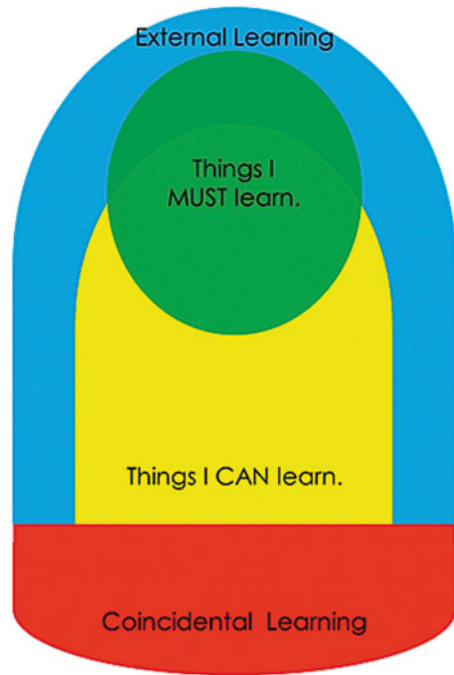 External Learning
Things I
MUST learn.
Things I CAN learn.
Coincidental Learning